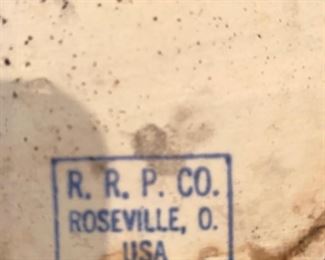 R. R. P. CO.
ROSEVILLE, O.
USA